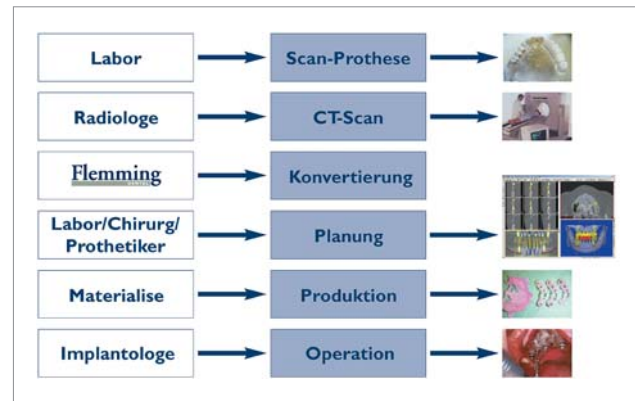 Labor
Scan-Prothese
Radiologe
CT-Scan
Flemming
Konvertierung
Labor/Chirurg/
Prothetiker
Planung
Materialise
Produktion
Implantologe
Operation